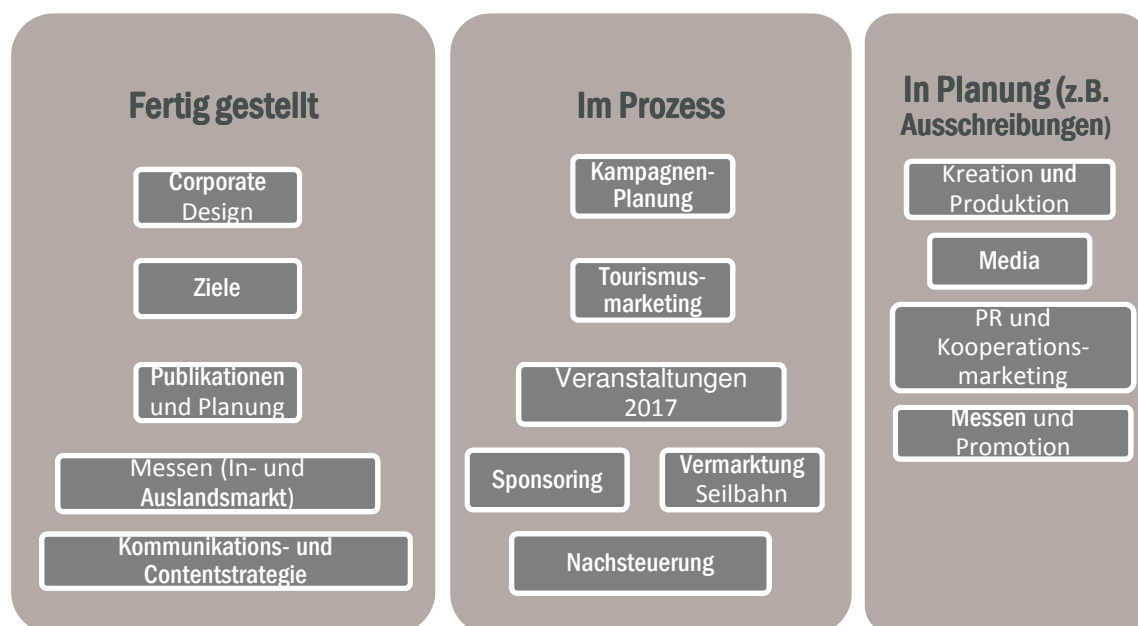 Fertig gestellt
Corporate
Design
Ziele
Publikationen
und Planung
Messen (In- und
Auslandsmarkt)
Kommunikations- und
Contentstrategie
Im Prozess
Kampagnen-
Planung
Tourismus-
marketing
Veranstaltungen
2017
Sponsoring
Vermarktung
Seilbahn
Nachsteuerung
In Planung (z.B.
Ausschreibungen)
Kreation und
Produktion
Media
PR und
Kooperations-
marketing
Messen und
Promotion